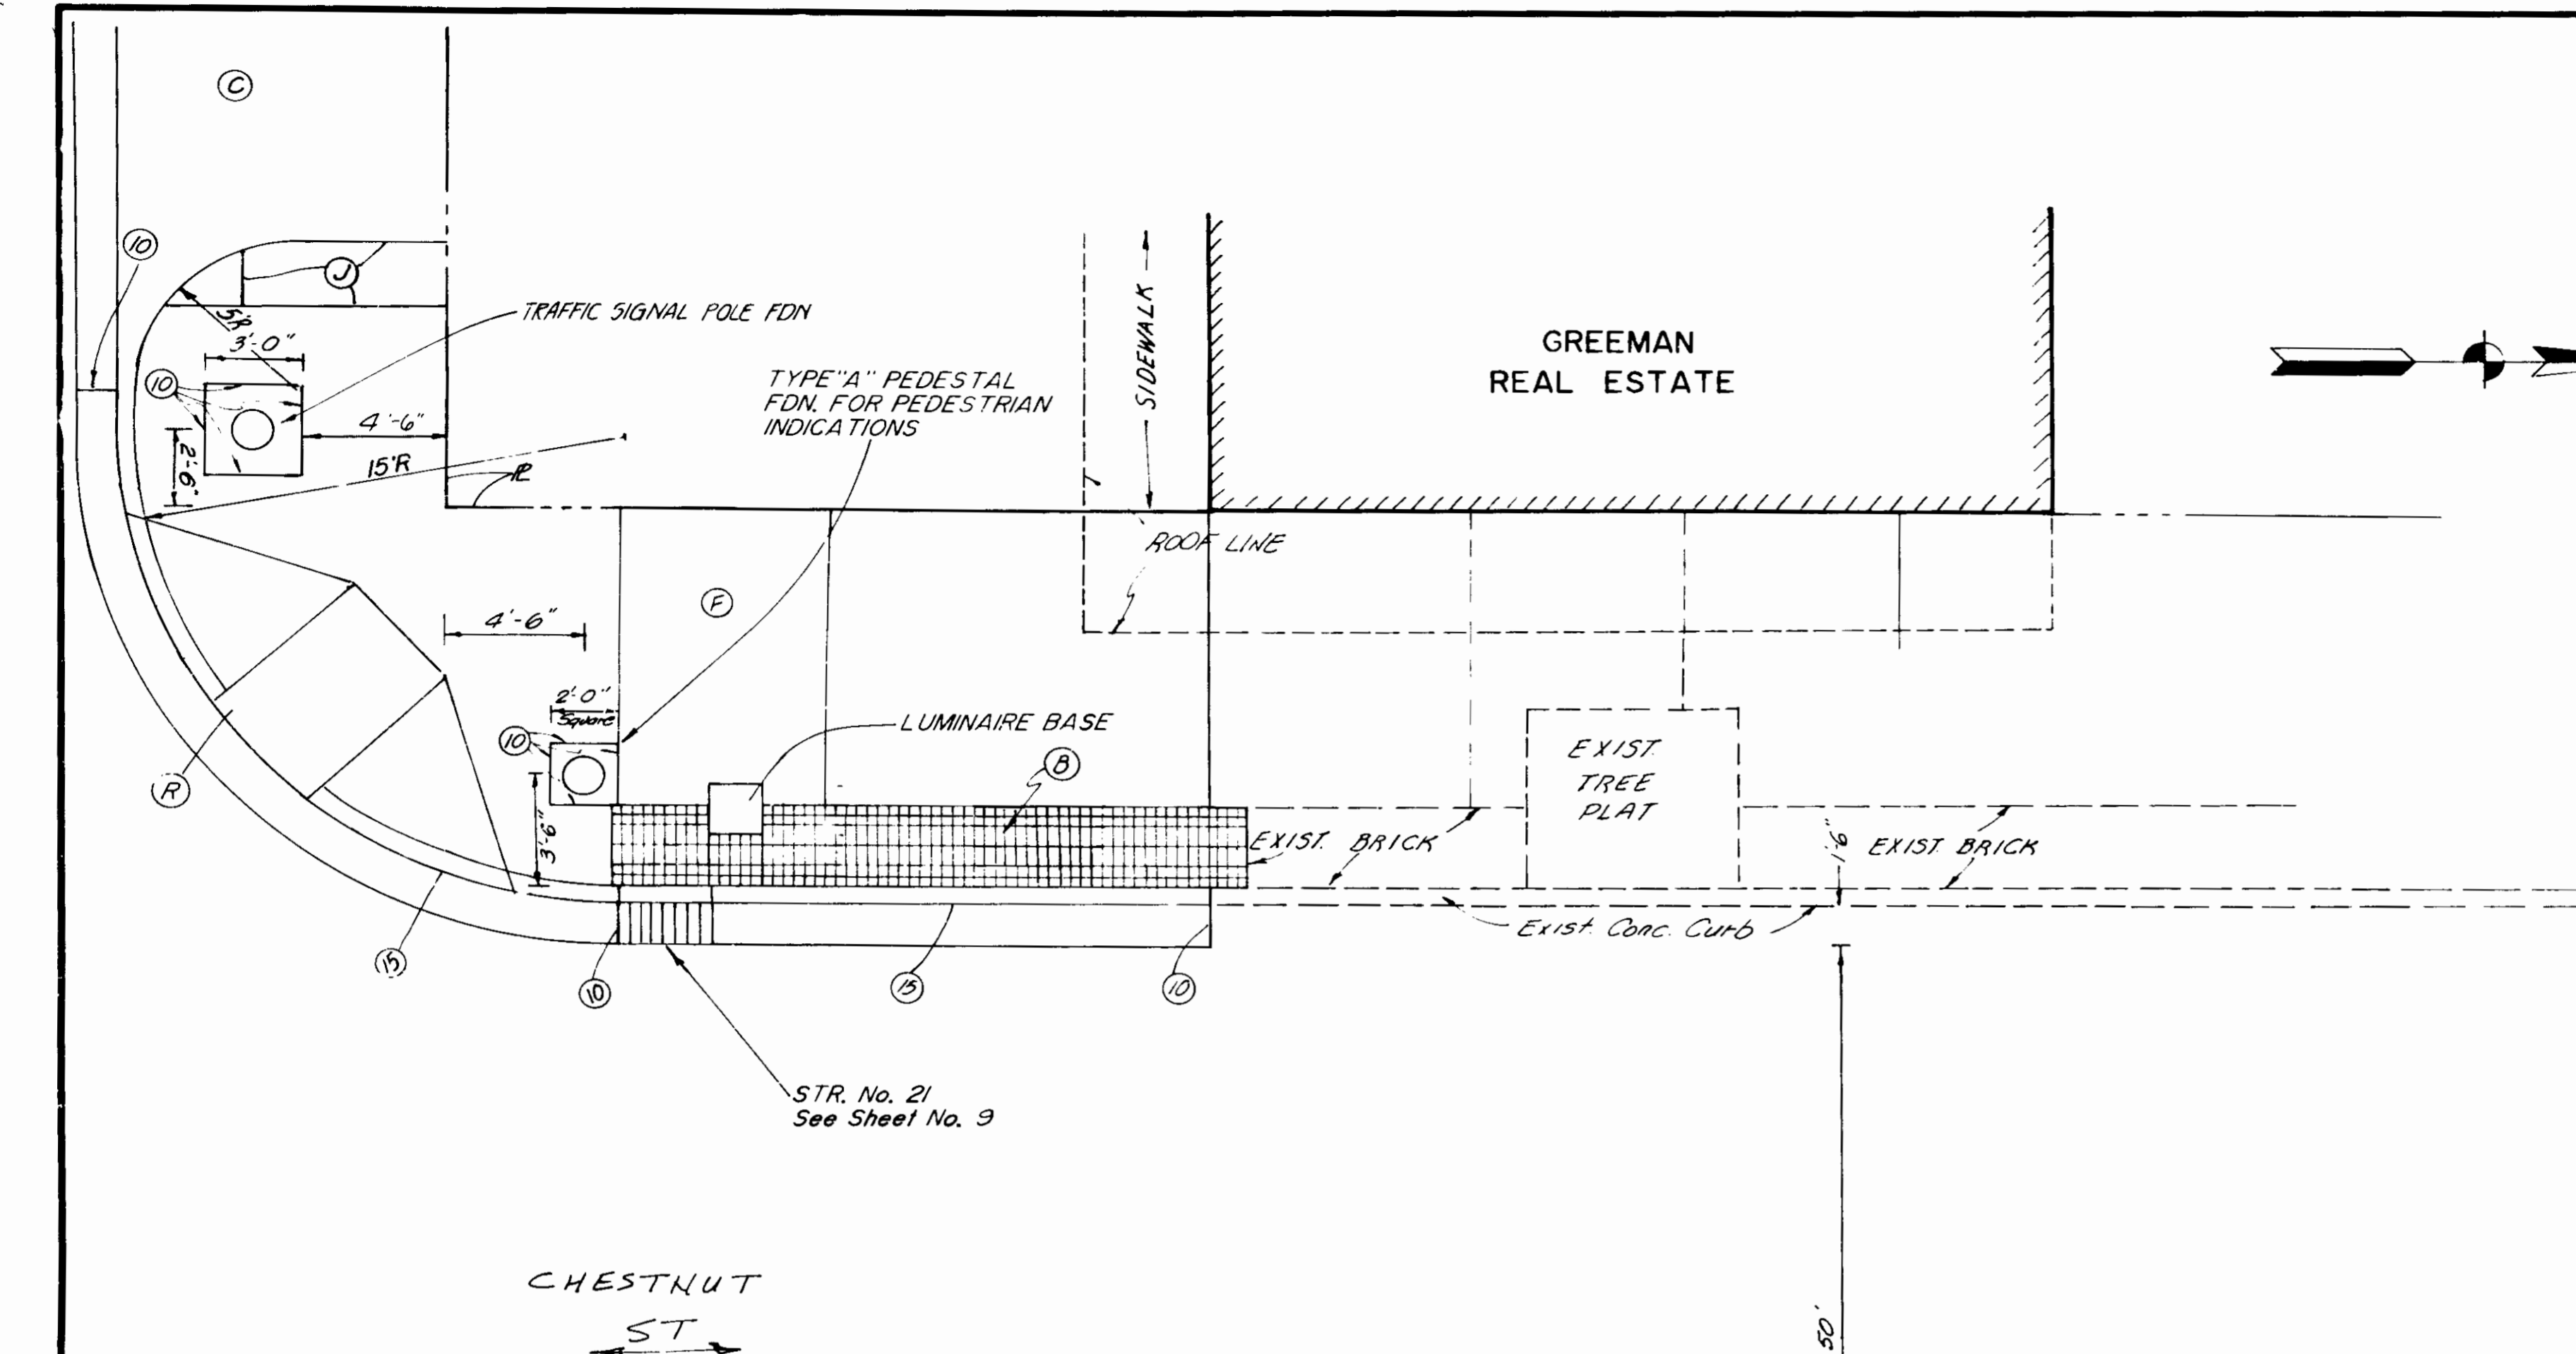 C
10
J
5'R
3'-0"
TRAFFIC SIGNAL POLE FDN
10
4'-6"
2'-6"
15'R
PL
TYPE "A" PEDESTAL
FDN. FOR PEDESTRIAN
INDICATIONS
SIDEWALK
GREEMAN
REAL ESTATE
ROOF LINE
F
4'-6"
2'-0"
Square
10
LUMINAIRE BASE
B
R
3'-6"
EXIST. BRICK
EXIST.
TREE
PLAT
1'-6"
EXIST. BRICK
Exist. Conc. Curb
15
10
15
10
STR. No. 21
See Sheet No. 9
CHESTNUT
ST
50'